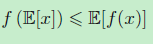 f (𝔼[x]) ⩽ 𝔼[f(x)]